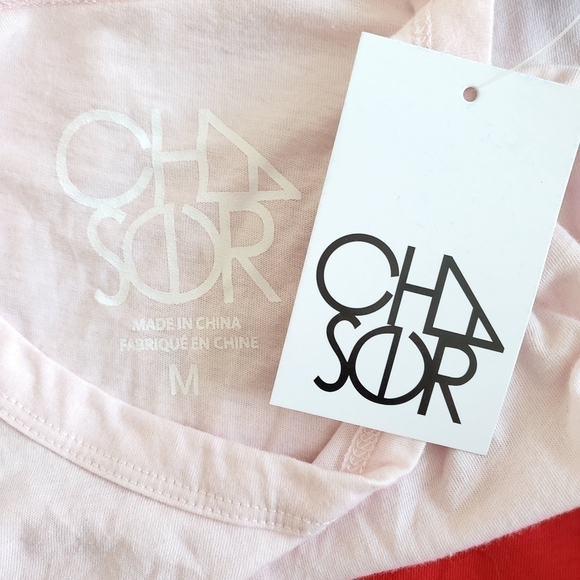 CHA
SER
MADE IN CHINA
FABRIQUÉ EN CHINE
M
CHA
SER